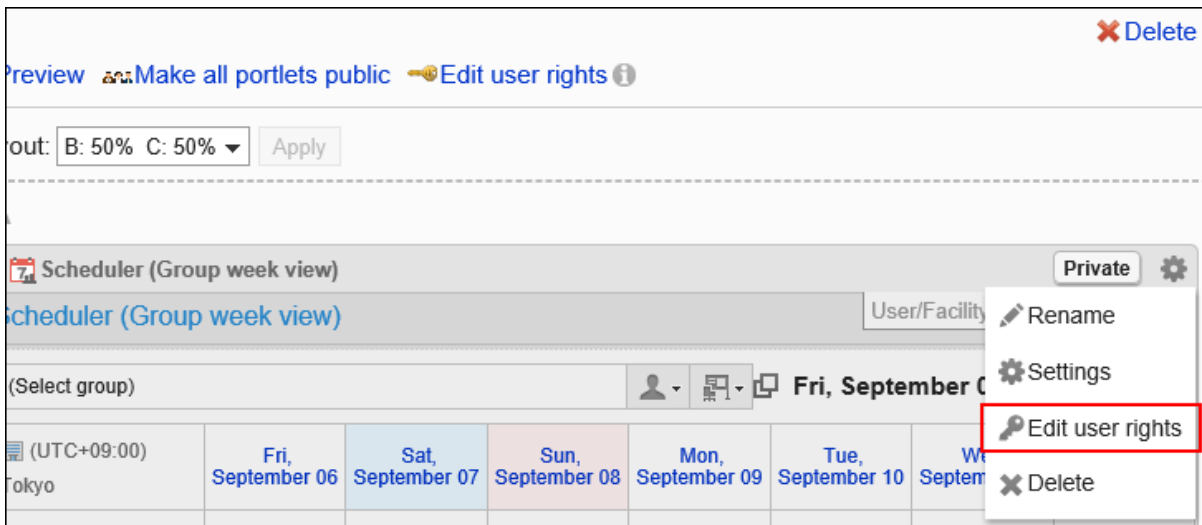 Delete
Preview Make all portlets public Edit user rights
out: B: 50% C: 50% Apply
Scheduler (Group week view) Private
Scheduler (Group week view) User/Facility
Rename
Settings
(Select group) Fri, September 0
Edit user rights
(UTC+09:00)
Tokyo
Fri,
September 06
Sat,
September 07
Sun,
September 08
Mon,
September 09
Tue,
September 10
We
Septem
Delete